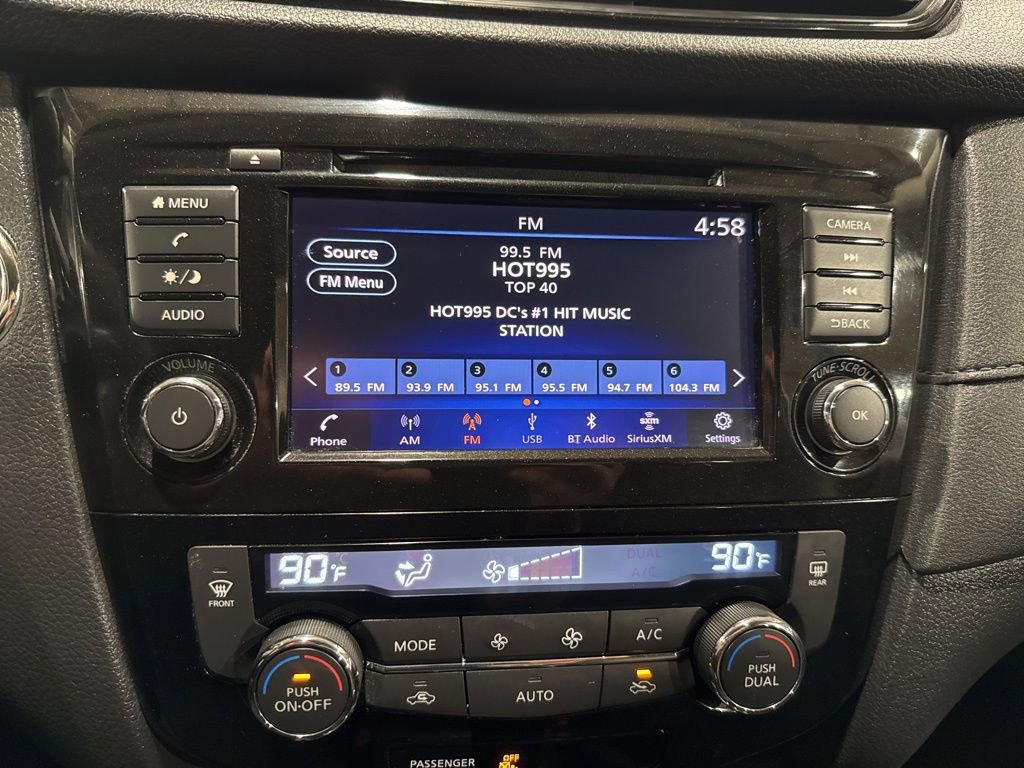 MENU
AUDIO
VOLUME
FM 4:58
Source
FM Menu
99.5 FM
HOT995
TOP 40
HOT995 DC's #1 HIT MUSIC
STATION
1 2 3 4 5 6
89.5 FM 93.9 FM 95.1 FM 95.5 FM 94.7 FM 104.3 FM
Phone AM FM USB BT Audio SiriusXM Settings
sxm
CAMERA
BACK
TUNE·SCROLL
OK
FRONT
90°F DUAL 90°F
A/C
REAR
PUSH
ON·OFF
MODE A/C
AUTO
PUSH
DUAL
PASSENGER OFF